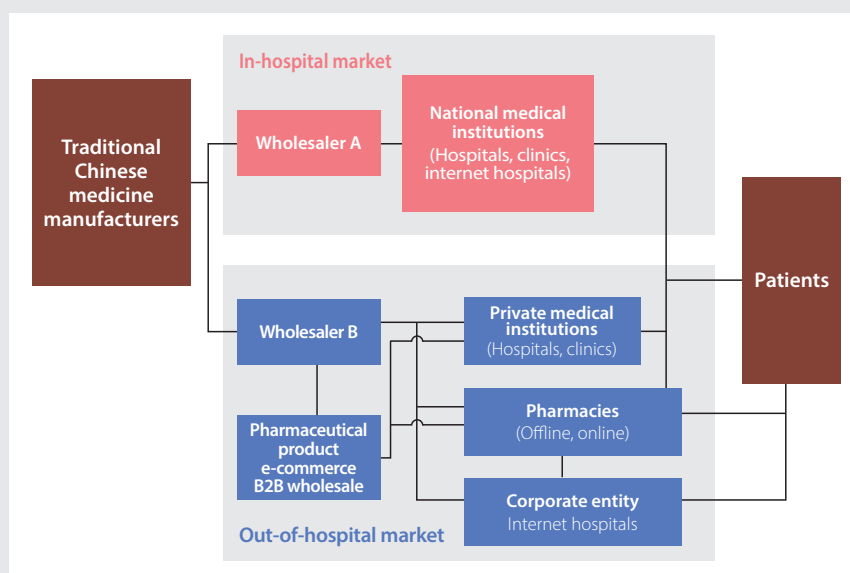 In-hospital market
Traditional
Chinese
medicine
manufacturers
Wholesaler A
National medical
institutions
(Hospitals, clinics,
internet hospitals)
Patients
Wholesaler B
Private medical
institutions
(Hospitals, clinics)
Pharmaceutical
product
e-commerce
B2B wholesale
Pharmacies
(Offline, online)
Corporate entity
Internet hospitals
Out-of-hospital market